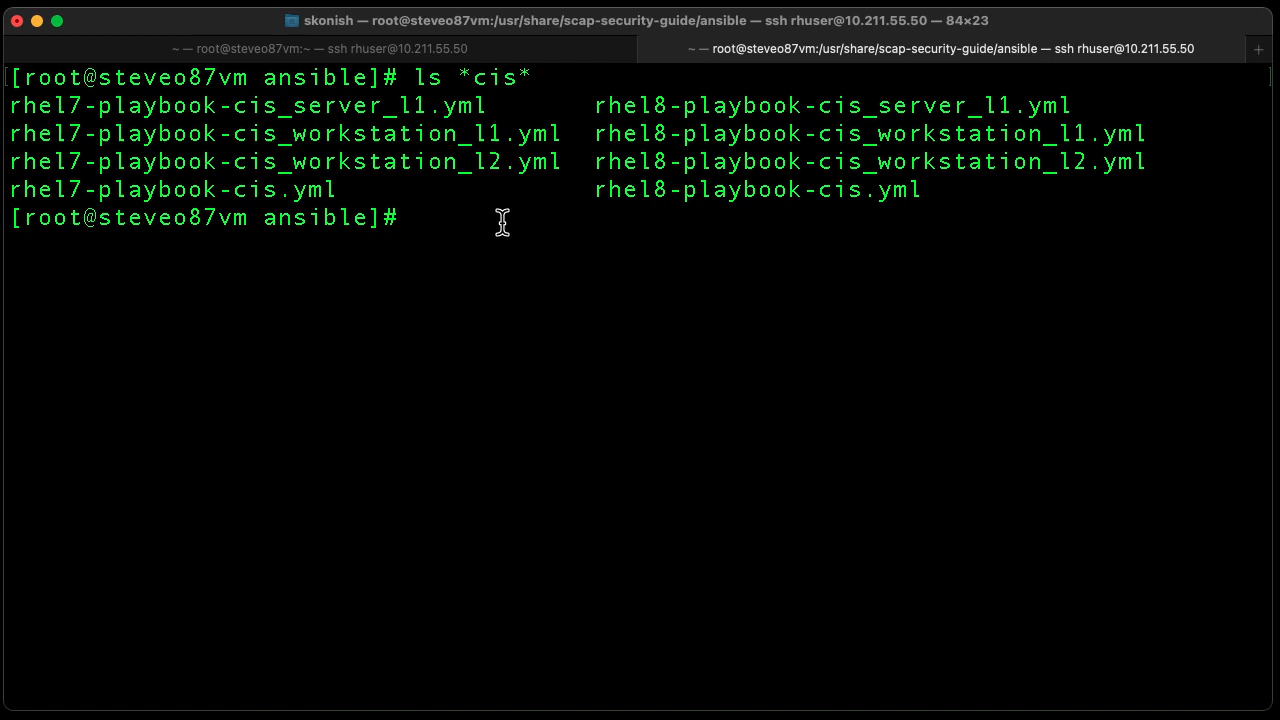 skonish — root@steveo87vm:/usr/share/scap-security-guide/ansible — ssh rhuser@10.211.55.50 — 84×23
~ — root@steveo87vm:~ — ssh rhuser@10.211.55.50
~ — root@steveo87vm:/usr/share/scap-security-guide/ansible — ssh rhuser@10.211.55.50 +
[root@steveo87vm ansible]# ls *cis*
rhel7-playbook-cis_server_l1.yml rhel8-playbook-cis_server_l1.yml
rhel7-playbook-cis_workstation_l1.yml rhel8-playbook-cis_workstation_l1.yml
rhel7-playbook-cis_workstation_l2.yml rhel8-playbook-cis_workstation_l2.yml
rhel7-playbook-cis.yml rhel8-playbook-cis.yml
[root@steveo87vm ansible]#